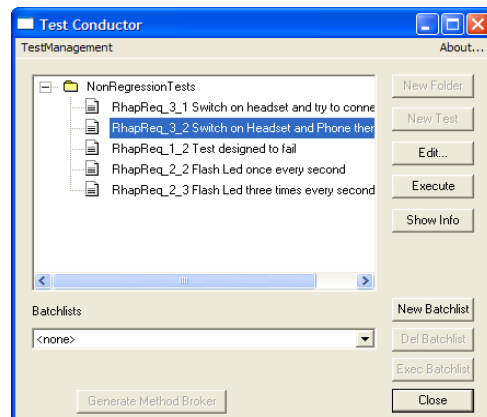 Test Conductor
TestManagement About...
NonRegressionTests
RhapReq_3_1 Switch on headset and try to conne
RhapReq_3_2 Switch on Headset and Phone ther
RhapReq_1_2 Test designed to fail
RhapReq_2_2 Flash Led once every second
RhapReq_2_3 Flash Led three times every second
New Folder
New Test
Edit...
Execute
Show Info
Batchlists
<none>
New Batchlist
Del Batchlist
Exec Batchlist
Generate Method Broker
Close